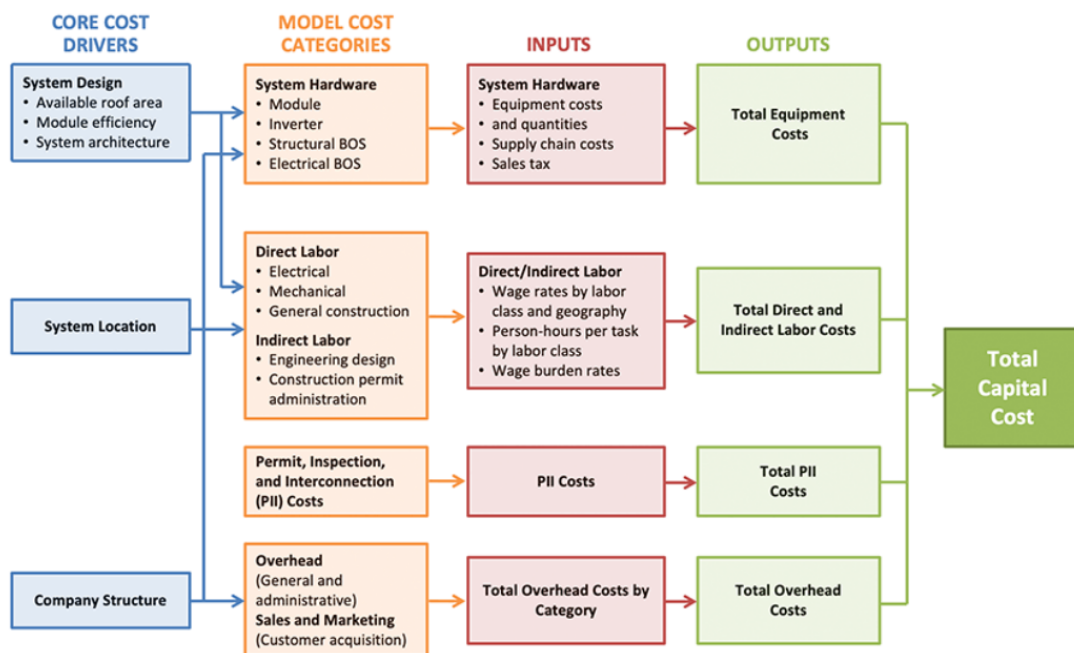 CORE COST
DRIVERS
MODEL COST
CATEGORIES
INPUTS
OUTPUTS
System Design
• Available roof area
• Module efficiency
• System architecture
System Hardware
• Module
• Inverter
• Structural BOS
• Electrical BOS
System Hardware
• Equipment costs
• and quantities
• Supply chain costs
• Sales tax
Total Equipment
Costs
System Location
Direct Labor
• Electrical
• Mechanical
• General construction
Indirect Labor
• Engineering design
• Construction permit
administration
Direct/Indirect Labor
• Wage rates by labor
class and geography
• Person-hours per task
by labor class
• Wage burden rates
Total Direct and
Indirect Labor Costs
Total
Capital
Cost
Permit, Inspection,
and Interconnection
(PII) Costs
PII Costs
Total PII
Costs
Company Structure
Overhead
(General and
administrative)
Sales and Marketing
(Customer acquisition)
Total Overhead Costs by
Category
Total Overhead
Costs